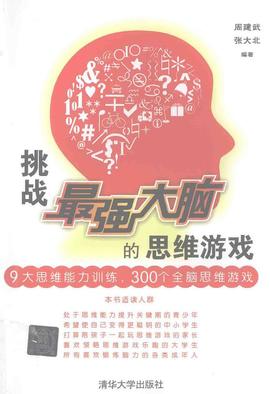 周建武
张大北
编著
挑战
最强大脑
的思维游戏
9大思维能力训练,300个全脑思维游戏
本书适读人群
处于思维能力提升关键期的青少年
希望使自己变得更聪明的中小学生
打算陪孩子一起玩思维游戏的家长
喜欢领略思维游戏乐趣的大学生
所有喜欢锻炼脑力的各类成年人
清华大学出版社